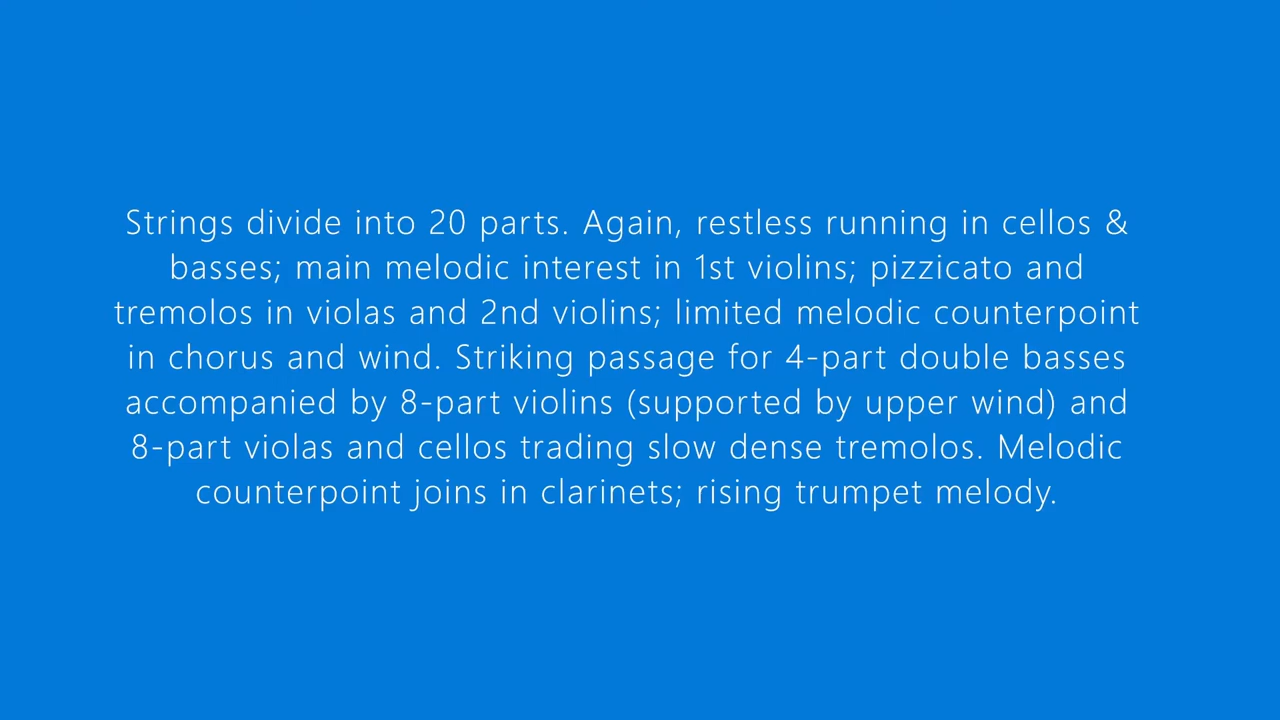 Strings divide into 20 parts. Again, restless running in cellos &
basses; main melodic interest in 1st violins; pizzicato and
tremolos in violas and 2nd violins; limited melodic counterpoint
in chorus and wind. Striking passage for 4-part double basses
accompanied by 8-part violins (supported by upper wind) and
8-part violas and cellos trading slow dense tremolos. Melodic
counterpoint joins in clarinets; rising trumpet melody.